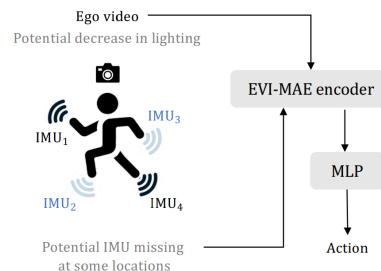 Ego video
Potential decrease in lighting
IMU1
IMU3
IMU2
IMU4
EVI-MAE encoder
MLP
Action
Potential IMU missing
at some locations